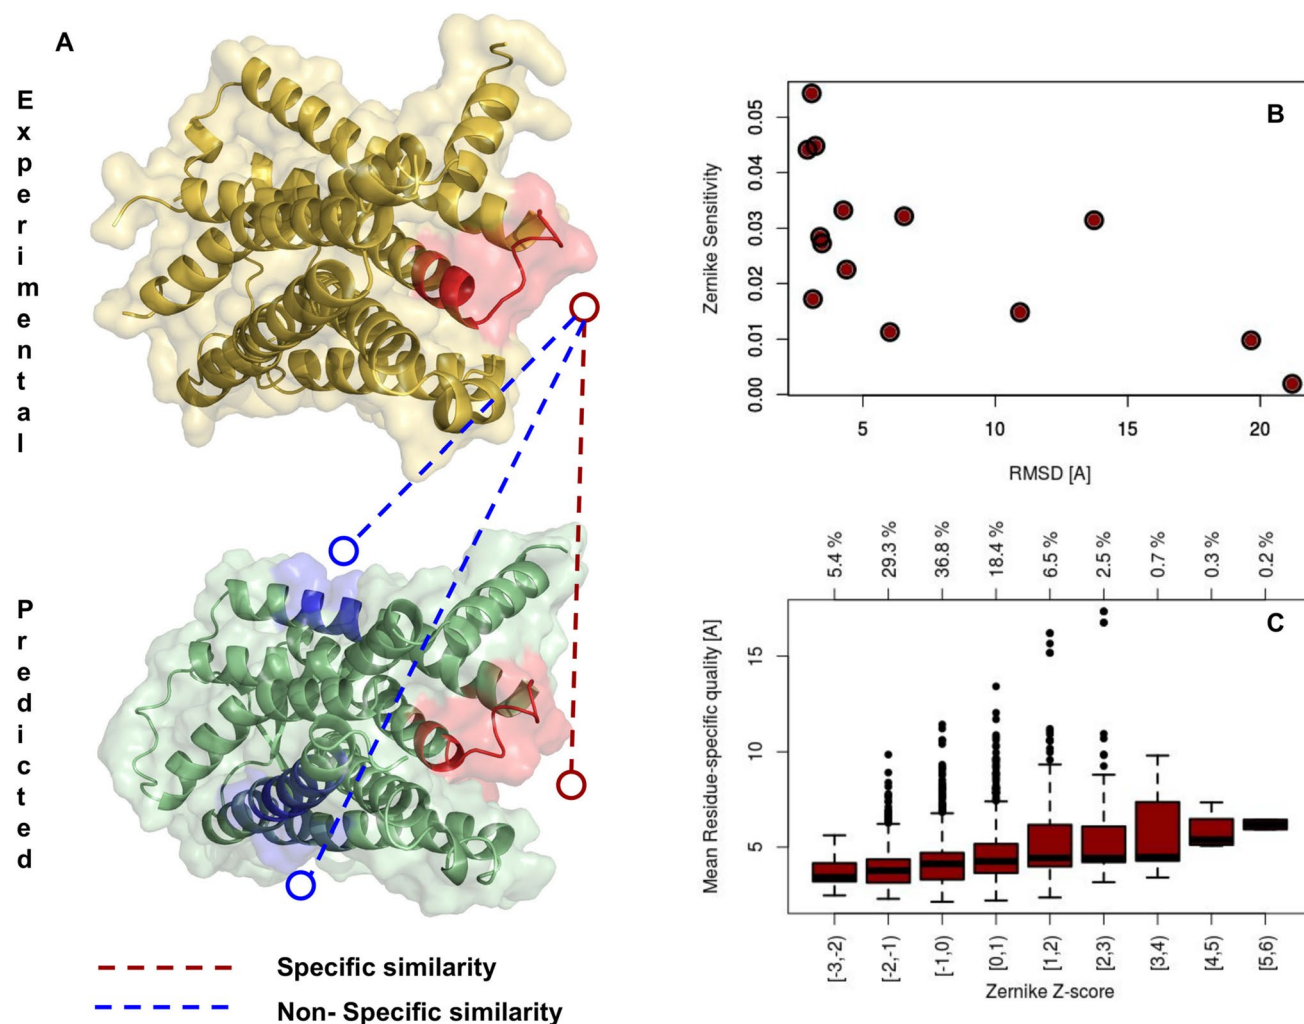 A
Experimental
Predicted
Specific similarity
Non- Specific similarity
B
Zernike Sensitivity
0.05
0.04
0.03
0.02
0.01
0.00
5 10 15 20
RMSD [A]
5.4 % 29.3 % 36.8 % 18.4 % 6.5 % 2.5 % 0.7 % 0.3 % 0.2 %
C
Mean Residue-specific quality [A]
15
10
5
[-3,-2) [-2,-1) [-1,0) [0,1) [1,2) [2,3) [3,4) [4,5) [5,6)
Zernike Z-score